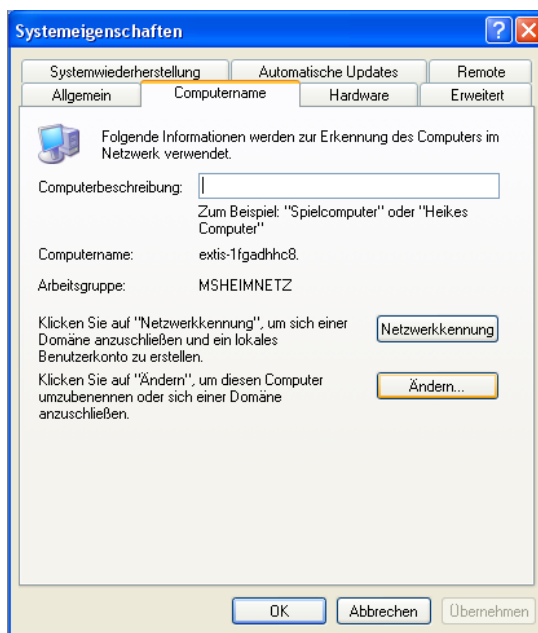 Systemeigenschaften
Systemwiederherstellung Automatische Updates Remote
Allgemein Computername Hardware Erweitert
Folgende Informationen werden zur Erkennung des Computers im
Netzwerk verwendet.
Computerbeschreibung:
Zum Beispiel: "Spielcomputer" oder "Heikes
Computer"
Computername: extis-1fgadhhc8.
Arbeitsgruppe: MSHEIMNETZ
Klicken Sie auf "Netzwerkkennung", um sich einer
Domäne anzuschließen und ein lokales
Benutzerkonto zu erstellen.
Netzwerkkennung
Klicken Sie auf "Ändern", um diesen Computer
umzubenennen oder sich einer Domäne
anzuschließen.
Ändern...
OK Abbrechen Übernehmen